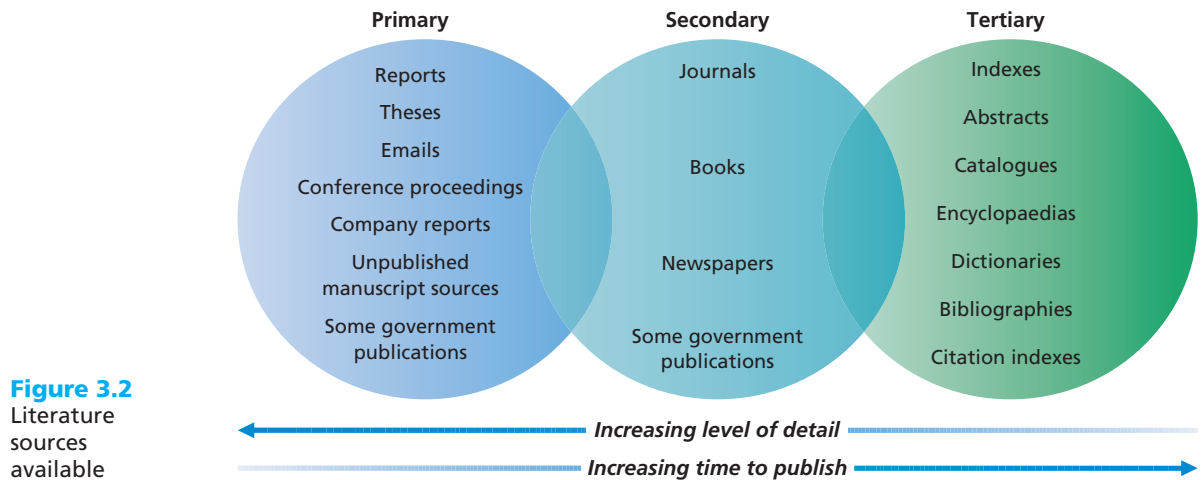 Primary
Secondary
Tertiary
Reports
Theses
Emails
Conference proceedings
Company reports
Unpublished
manuscript sources
Some government
publications
Journals
Books
Newspapers
Some government
publications
Indexes
Abstracts
Catalogues
Encyclopaedias
Dictionaries
Bibliographies
Citation indexes
Increasing level of detail
Increasing time to publish
Figure 3.2
Literature
sources
available